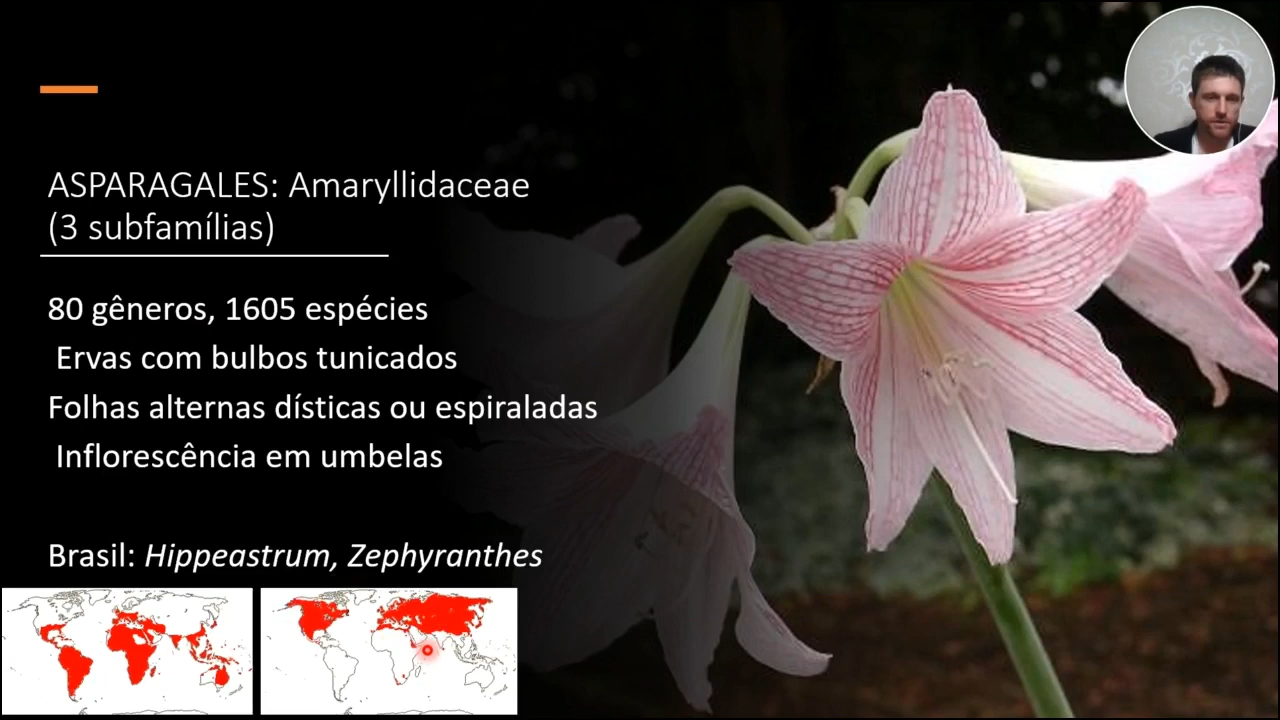 ASPARAGALES: Amaryllidaceae
(3 subfamílias)
80 gêneros, 1605 espécies
Ervas com bulbos tunicados
Folhas alternas dísticas ou espiraladas
Inflorescência em umbelas
Brasil: Hippeastrum, Zephyranthes